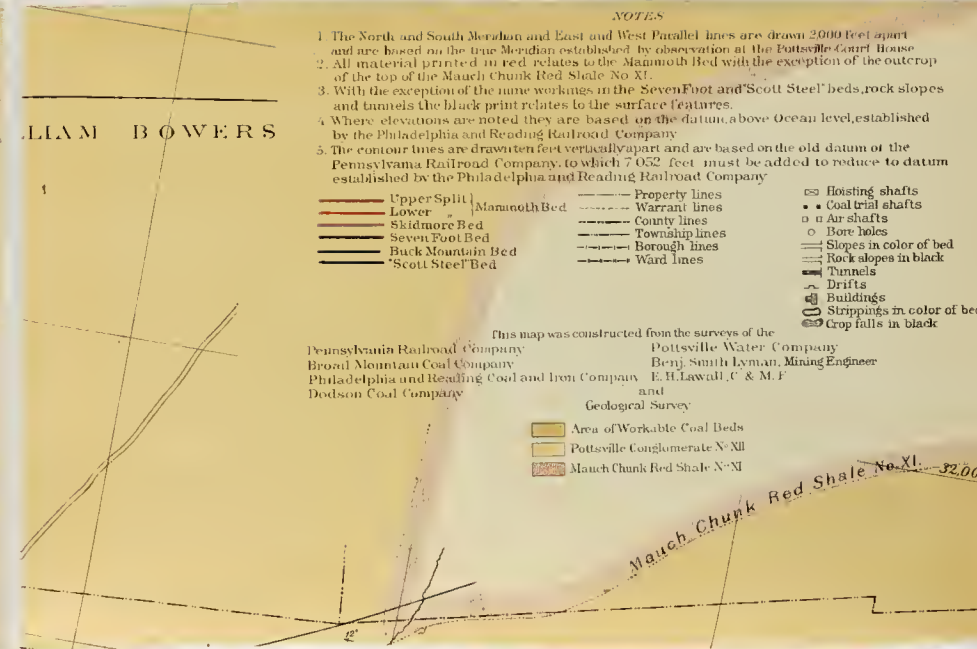 NOTES
1. The North and South Meridian and East and West Parallel lines are drawn 2,000 feet apart
and are based on the true Meridian established by observation at the Pottsville Court House
2. All material printed in red relates to the Mammoth Bed with the exception of the outcrop
of the top of the Mauch Chunk Red Shale No XI.
3. With the exception of the mine workings in the Seven Foot and "Scott Steel" beds, rock slopes
and tunnels the black print relates to the surface features.
4 Where elevations are noted they are based on the datum, above Ocean level, established
by the Philadelphia and Reading Railroad Company
5. The contour lines are drawn ten feet vertically apart and are based on the old datum of the
Pennsylvania Railroad Company, to which 7 052 feet must be added to reduce to datum
established by the Philadelphia and Reading Railroad Company
LLIAM BOWERS
Upper Split
Lower „
Mammoth Bed
Skidmore Bed
Seven Foot Bed
Buck Mountain Bed
"Scott Steel" Bed
Property lines
Warrant lines
County lines
Township lines
Borough lines
Ward lines
Hoisting shafts
Coal trial shafts
Air shafts
Bore holes
Slopes in color of bed
Rock slopes in black
Tunnels
Drifts
Buildings
Strippings in color of bed
Crop falls in black
This map was constructed from the surveys of the
Pennsylvania Railroad Company
Broad Mountain Coal Company
Philadelphia and Reading Coal and Iron Company
Dodson Coal Company
Pottsville Water Company
Benj. Smith Lyman, Mining Engineer
E. H. Lawall, C & M. E
and
Geological Survey
Area of Workable Coal Beds
Pottsville Conglomerate No XII
Mauch Chunk Red Shale No XI
Mauch Chunk Red Shale No. XI.
32,00
12°